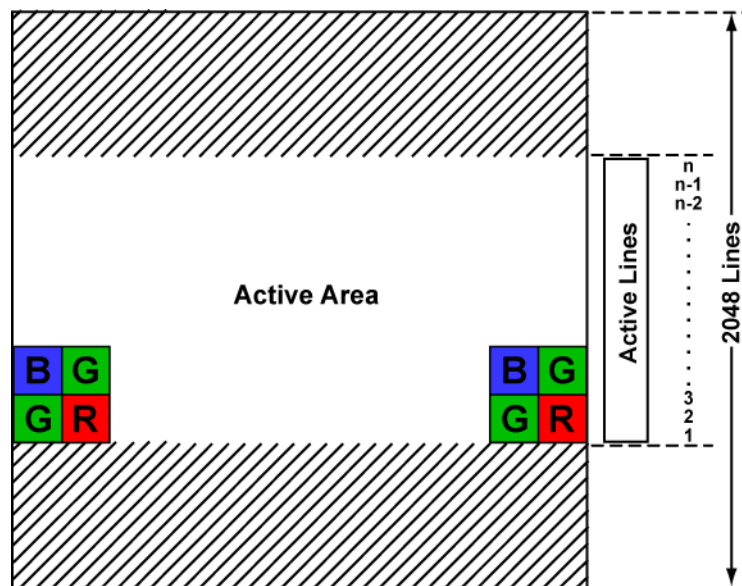 n
n-1
n-2
.
.
.
.
.
.
.
.
.
.
3
2
1
Active Lines
2048 Lines
Active Area
B G
G R
B G
G R